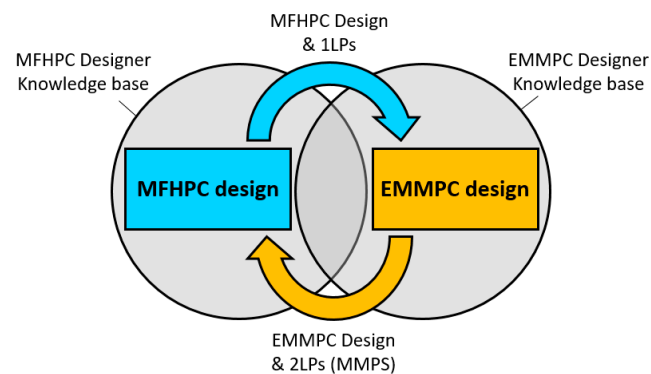 MFHPC Design
& 1LPs
MFHPC Designer
Knowledge base
EMMPC Designer
Knowledge base
MFHPC design
EMMPC design
EMMPC Design
& 2LPs (MMPS)